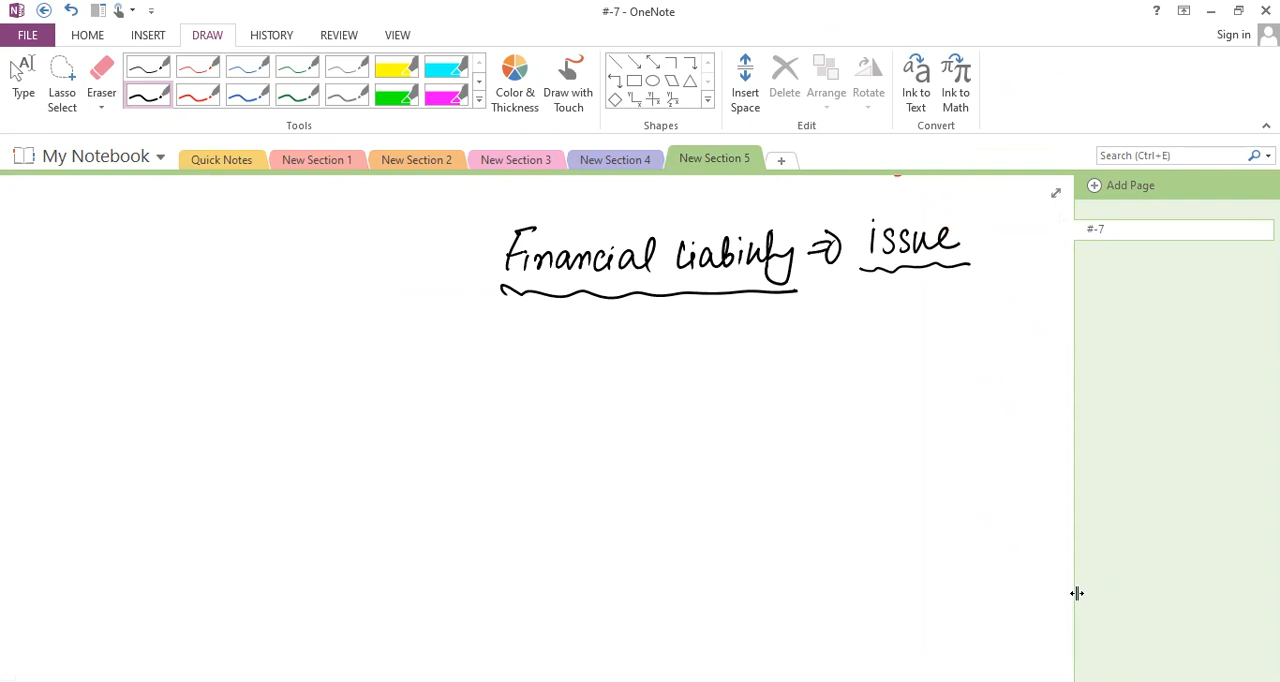 #-7 - OneNote
?
FILE HOME INSERT DRAW HISTORY REVIEW VIEW Sign in
Type Lasso Select Eraser Color & Thickness Draw with Touch Insert Space Delete Arrange Rotate Ink to Text Ink to Math
Tools Shapes Edit Convert
My Notebook Quick Notes New Section 1 New Section 2 New Section 3 New Section 4 New Section 5 Search (Ctrl+E)
Add Page
#-7
Financial Liability ⇒ issue